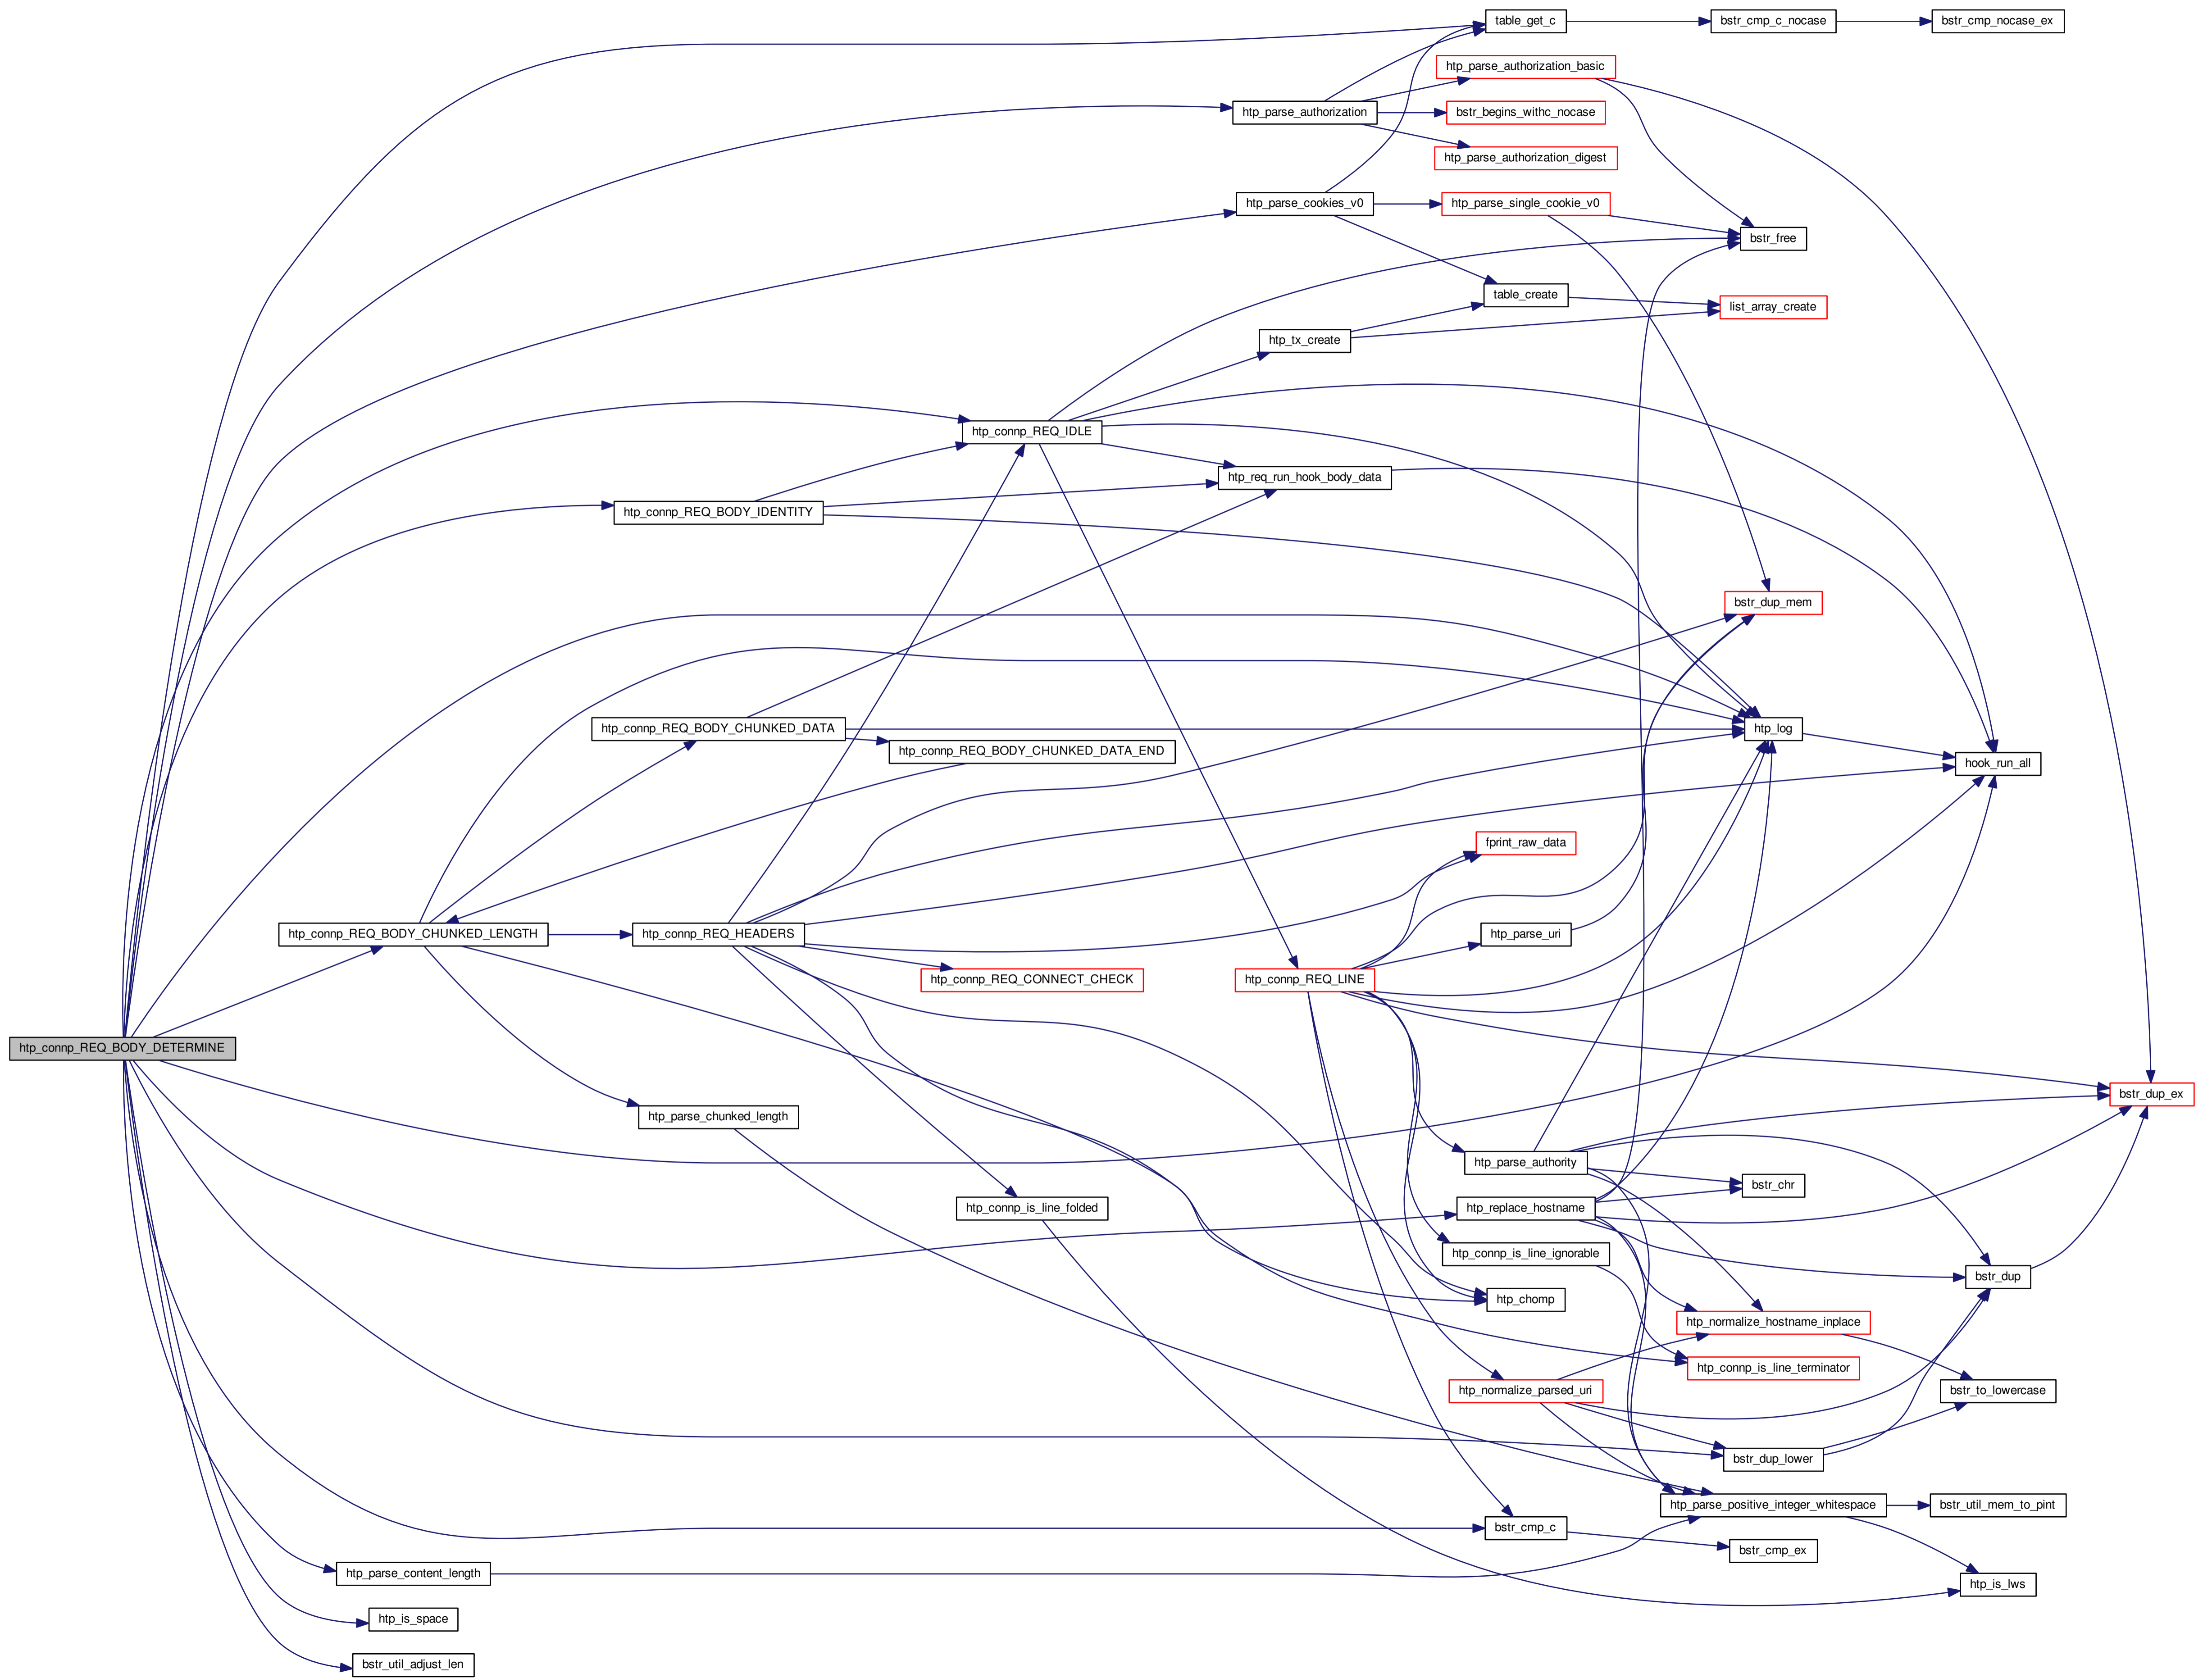 table_get_c
bstr_cmp_c_nocase
bstr_cmp_nocase_ex
htp_parse_authorization_basic
htp_parse_authorization
bstr_begins_withc_nocase
htp_parse_authorization_digest
htp_parse_cookies_v0
htp_parse_single_cookie_v0
bstr_free
table_create
list_array_create
htp_tx_create
htp_connp_REQ_IDLE
htp_req_run_hook_body_data
htp_connp_REQ_BODY_IDENTITY
bstr_dup_mem
htp_connp_REQ_BODY_CHUNKED_DATA
htp_log
htp_connp_REQ_BODY_CHUNKED_DATA_END
hook_run_all
fprint_raw_data
htp_connp_REQ_BODY_CHUNKED_LENGTH
htp_connp_REQ_HEADERS
htp_parse_uri
htp_connp_REQ_CONNECT_CHECK
htp_connp_REQ_LINE
htp_connp_REQ_BODY_DETERMINE
bstr_dup_ex
htp_parse_chunked_length
htp_parse_authority
bstr_chr
htp_connp_is_line_folded
htp_replace_hostname
htp_connp_is_line_ignorable
bstr_dup
htp_chomp
htp_normalize_hostname_inplace
htp_connp_is_line_terminator
htp_normalize_parsed_uri
bstr_to_lowercase
bstr_dup_lower
htp_parse_positive_integer_whitespace
bstr_util_mem_to_pint
bstr_cmp_c
bstr_cmp_ex
htp_parse_content_length
htp_is_lws
htp_is_space
bstr_util_adjust_len